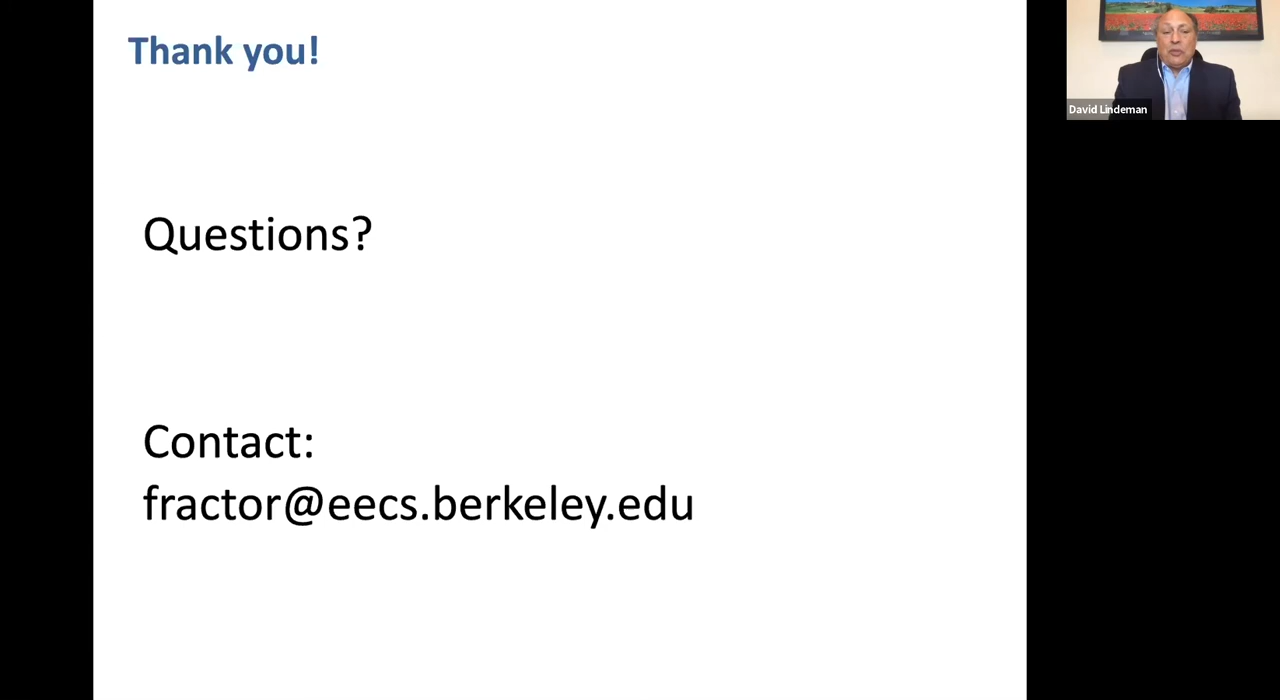 Thank you!
David Lindeman
Questions?
Contact:
fractor@eecs.berkeley.edu